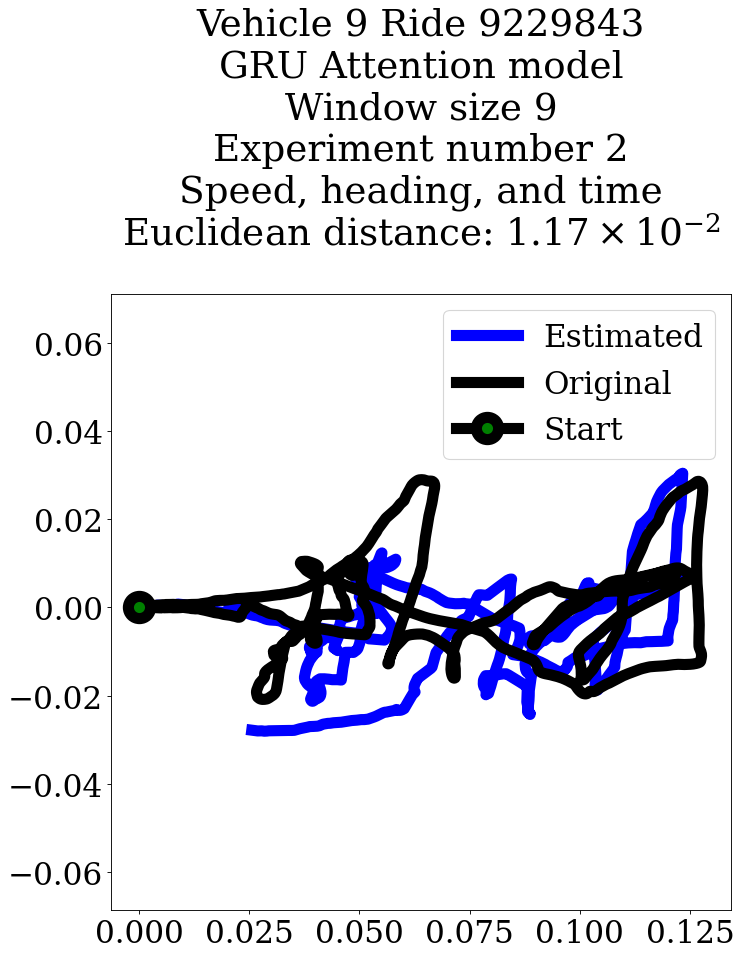 Vehicle 9 Ride 9229843
GRU Attention model
Window size 9
Experiment number 2
Speed, heading, and time
Euclidean distance: 1.17 × 10⁻²
Estimated
Original
Start
0.06
0.04
0.02
0.00
−0.02
−0.04
−0.06
0.000 0.025 0.050 0.075 0.100 0.125